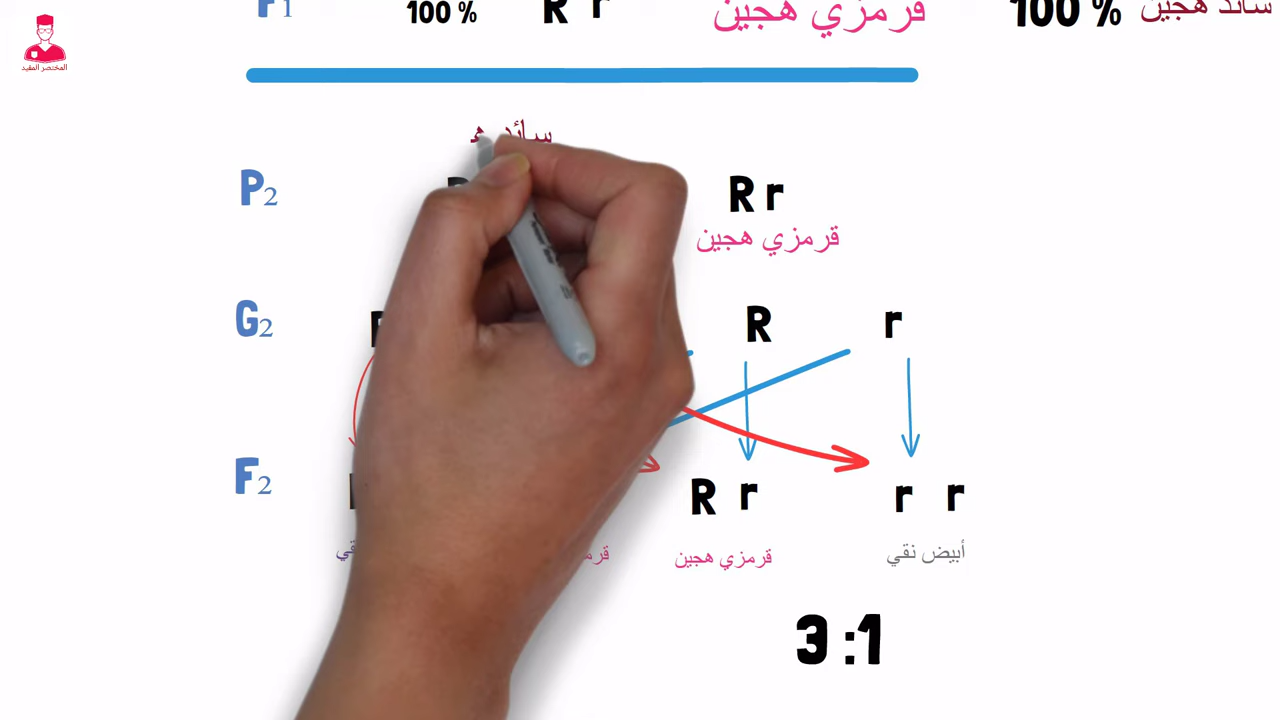 F1 100 % R r قرمزي هجين 100 % سائد هجين
المختصر المفيد
سائد
P2 R r
قرمزي هجين
G2 R r
F2 R r r r
قرمزي هجين أبيض نقي
3:1